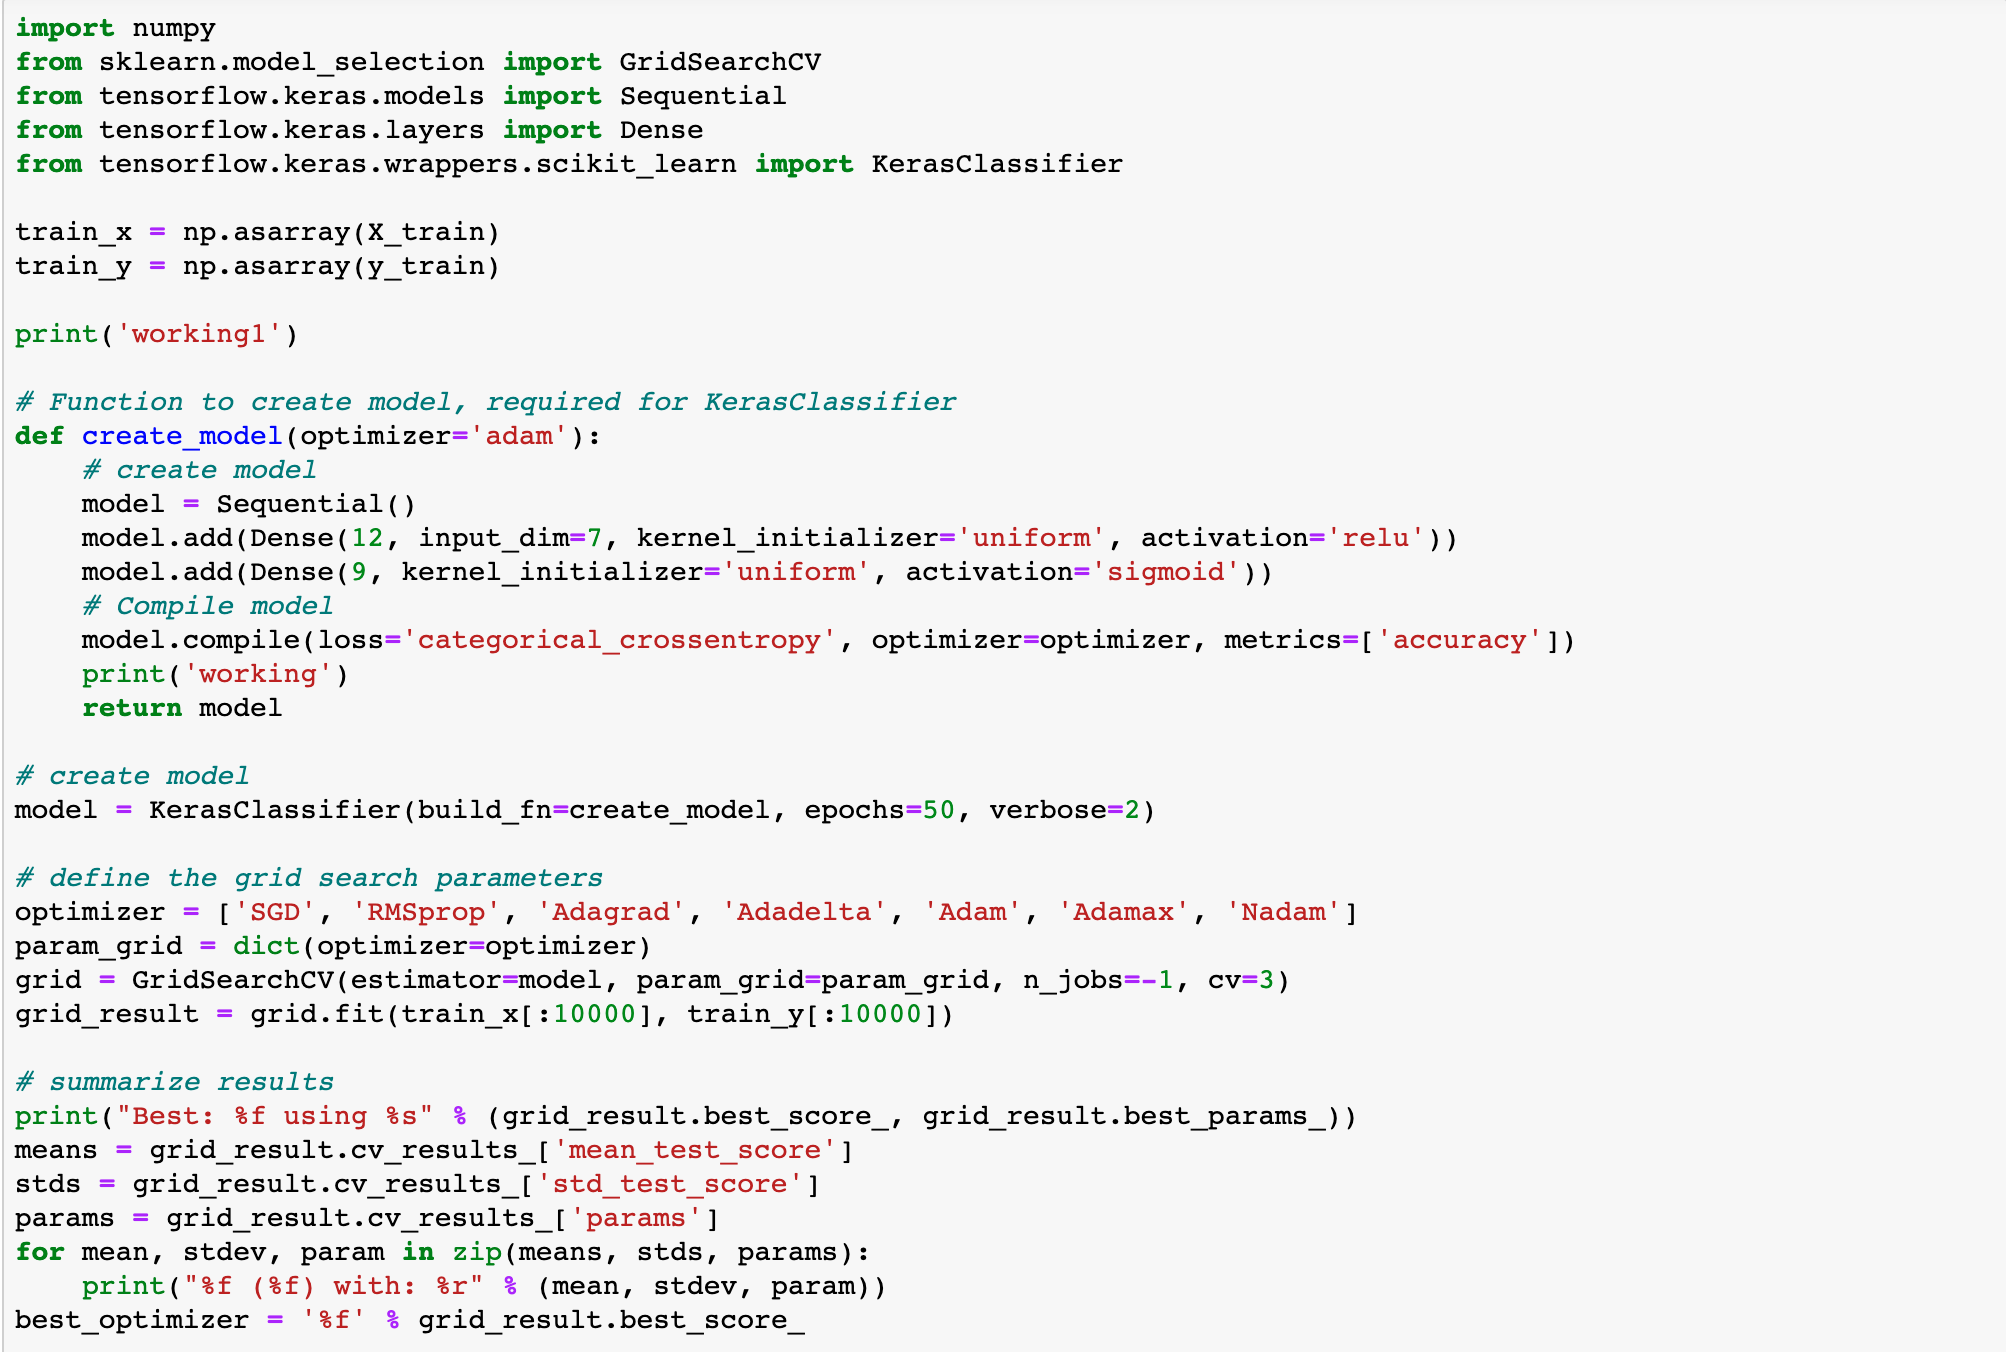 import numpy
from sklearn.model_selection import GridSearchCV
from tensorflow.keras.models import Sequential
from tensorflow.keras.layers import Dense
from tensorflow.keras.wrappers.scikit_learn import KerasClassifier

train_x = np.asarray(X_train)
train_y = np.asarray(y_train)

print('working1')

# Function to create model, required for KerasClassifier
def create_model(optimizer='adam'):
    # create model
    model = Sequential()
    model.add(Dense(12, input_dim=7, kernel_initializer='uniform', activation='relu'))
    model.add(Dense(9, kernel_initializer='uniform', activation='sigmoid'))
    # Compile model
    model.compile(loss='categorical_crossentropy', optimizer=optimizer, metrics=['accuracy'])
    print('working')
    return model

# create model
model = KerasClassifier(build_fn=create_model, epochs=50, verbose=2)

# define the grid search parameters
optimizer = ['SGD', 'RMSprop', 'Adagrad', 'Adadelta', 'Adam', 'Adamax', 'Nadam']
param_grid = dict(optimizer=optimizer)
grid = GridSearchCV(estimator=model, param_grid=param_grid, n_jobs=-1, cv=3)
grid_result = grid.fit(train_x[:10000], train_y[:10000])

# summarize results
print("Best: %f using %s" % (grid_result.best_score_, grid_result.best_params_))
means = grid_result.cv_results_['mean_test_score']
stds = grid_result.cv_results_['std_test_score']
params = grid_result.cv_results_['params']
for mean, stdev, param in zip(means, stds, params):
    print("%f (%f) with: %r" % (mean, stdev, param))
best_optimizer = '%f' % grid_result.best_score_